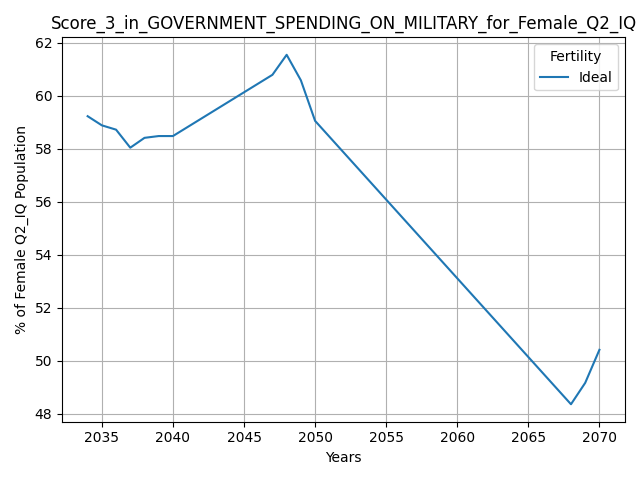 Score_3_in_GOVERNMENT_SPENDING_ON_MILITARY_for_Female_Q2_IQ
Fertility
Ideal
% of Female Q2_IQ Population
62
60
58
56
54
52
50
48
2035 2040 2045 2050 2055 2060 2065 2070
Years